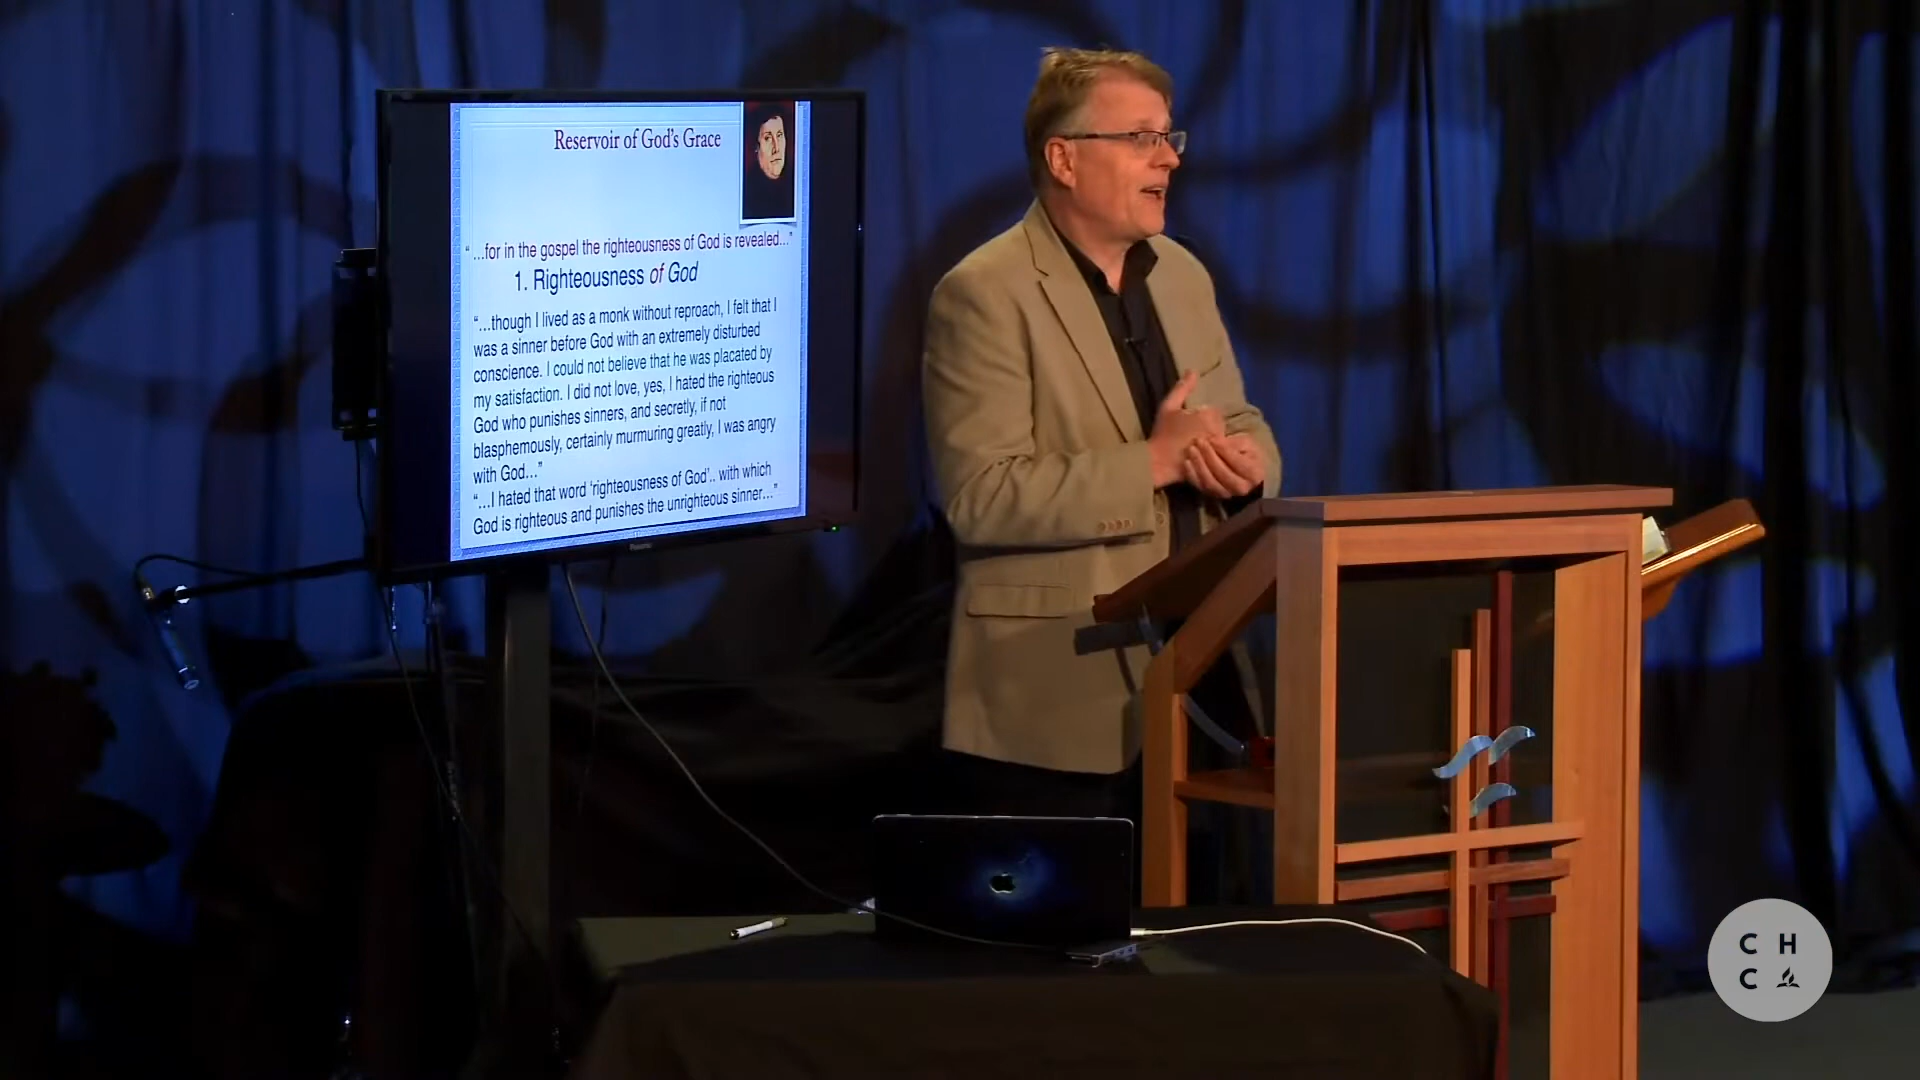 Reservoir of God's Grace
“...for in the gospel the righteousness of God is revealed...”
1. Righteousness of God
“...though I lived as a monk without reproach, I felt that I
was a sinner before God with an extremely disturbed
conscience. I could not believe that he was placated by
my satisfaction. I did not love, yes, I hated the righteous
God who punishes sinners, and secretly, if not
blasphemously, certainly murmuring greatly, I was angry
with God...”
“...I hated that word ‘righteousness of God’.. with which
God is righteous and punishes the unrighteous sinner...”
Panasonic
C H
C